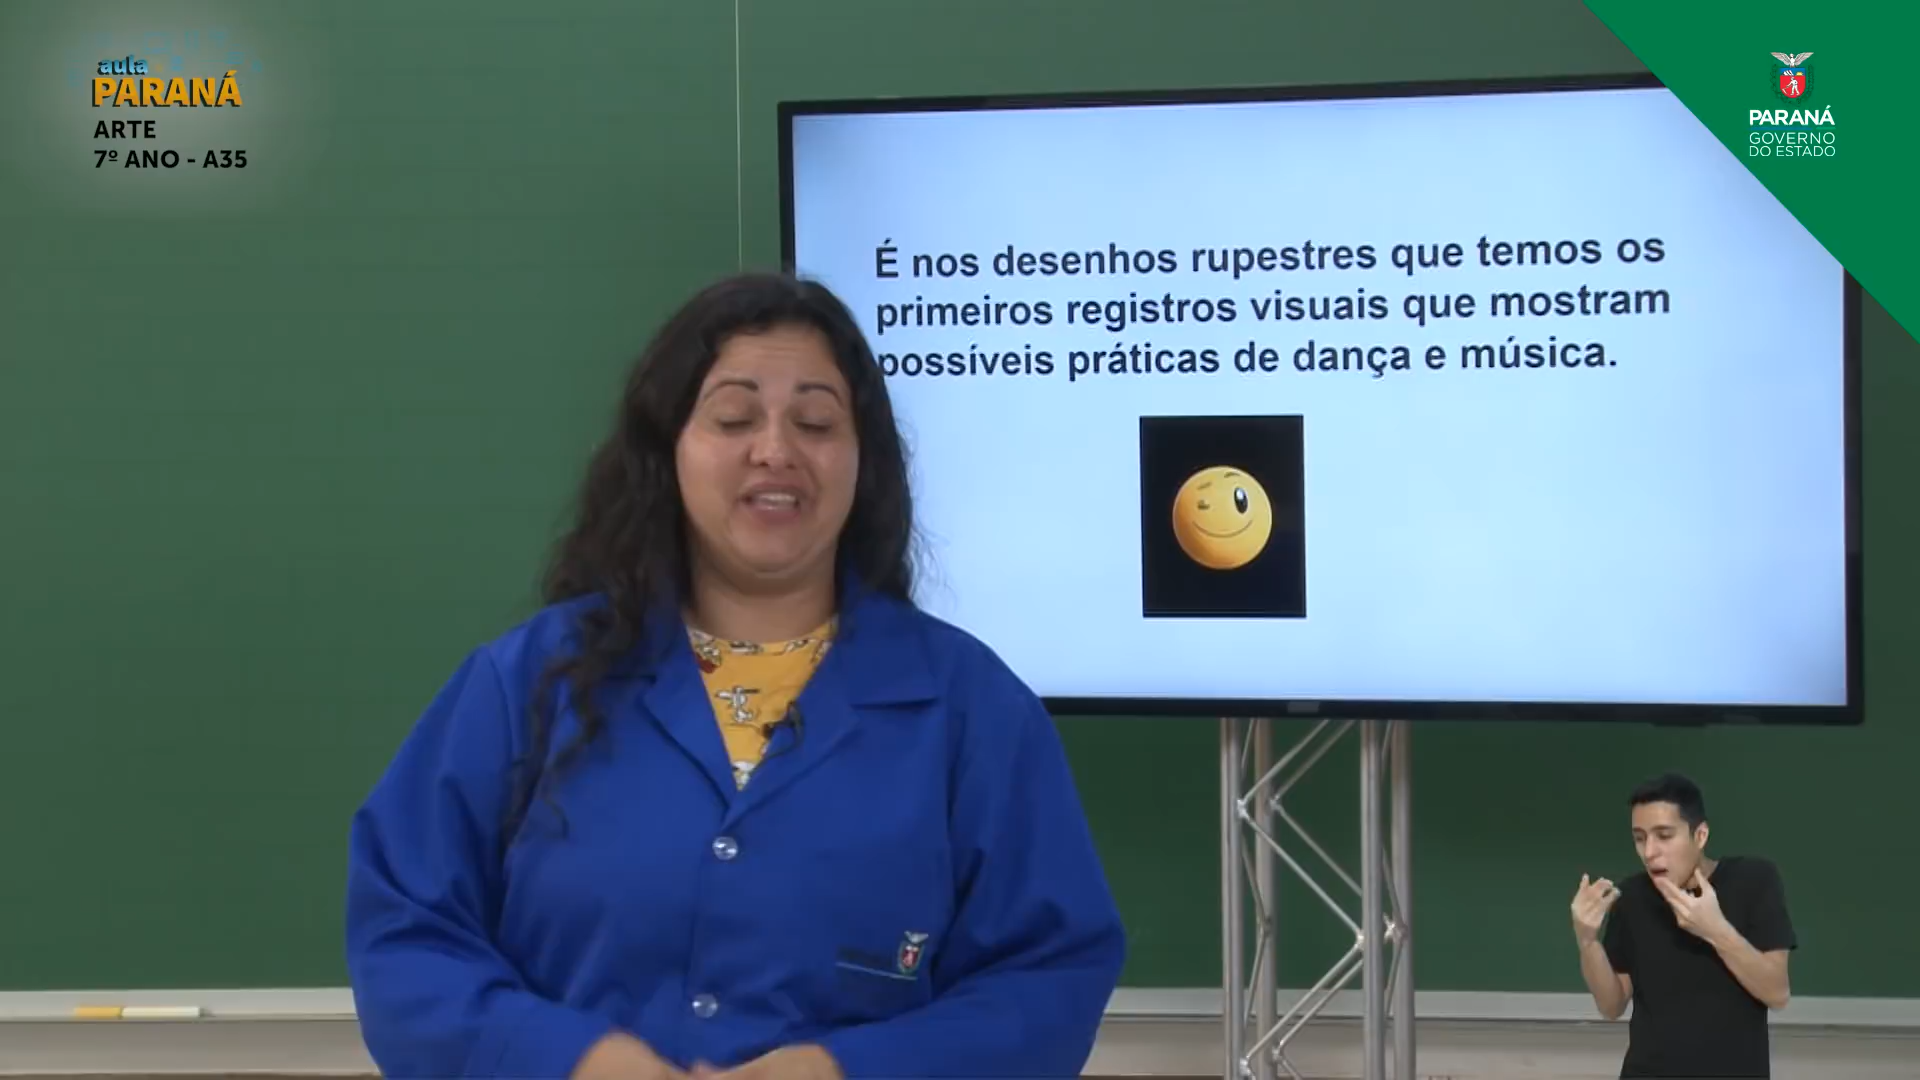 aula
PARANÁ
ARTE
7º ANO - A35
PARANÁ
GOVERNO
DO ESTADO
É nos desenhos rupestres que temos os
primeiros registros visuais que mostram
possíveis práticas de dança e música.